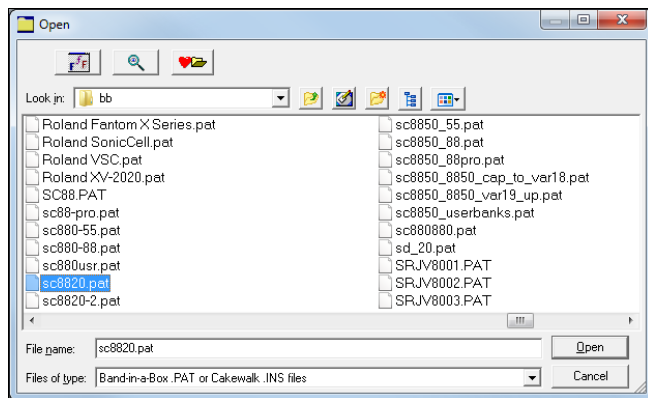 Open
Look in: bb
Roland Fantom X Series.pat
Roland SonicCell.pat
Roland VSC.pat
Roland XV-2020.pat
SC88.PAT
sc88-pro.pat
sc880-55.pat
sc880-88.pat
sc880usr.pat
sc8820.pat
sc8820-2.pat
sc8850_55.pat
sc8850_88.pat
sc8850_88pro.pat
sc8850_8850_cap_to_var18.pat
sc8850_8850_var19_up.pat
sc8850_userbanks.pat
sc880880.pat
sd_20.pat
SRJV8001.PAT
SRJV8002.PAT
SRJV8003.PAT
File name: sc8820.pat Open
Files of type: Band-in-a-Box .PAT or Cakewalk .INS files Cancel